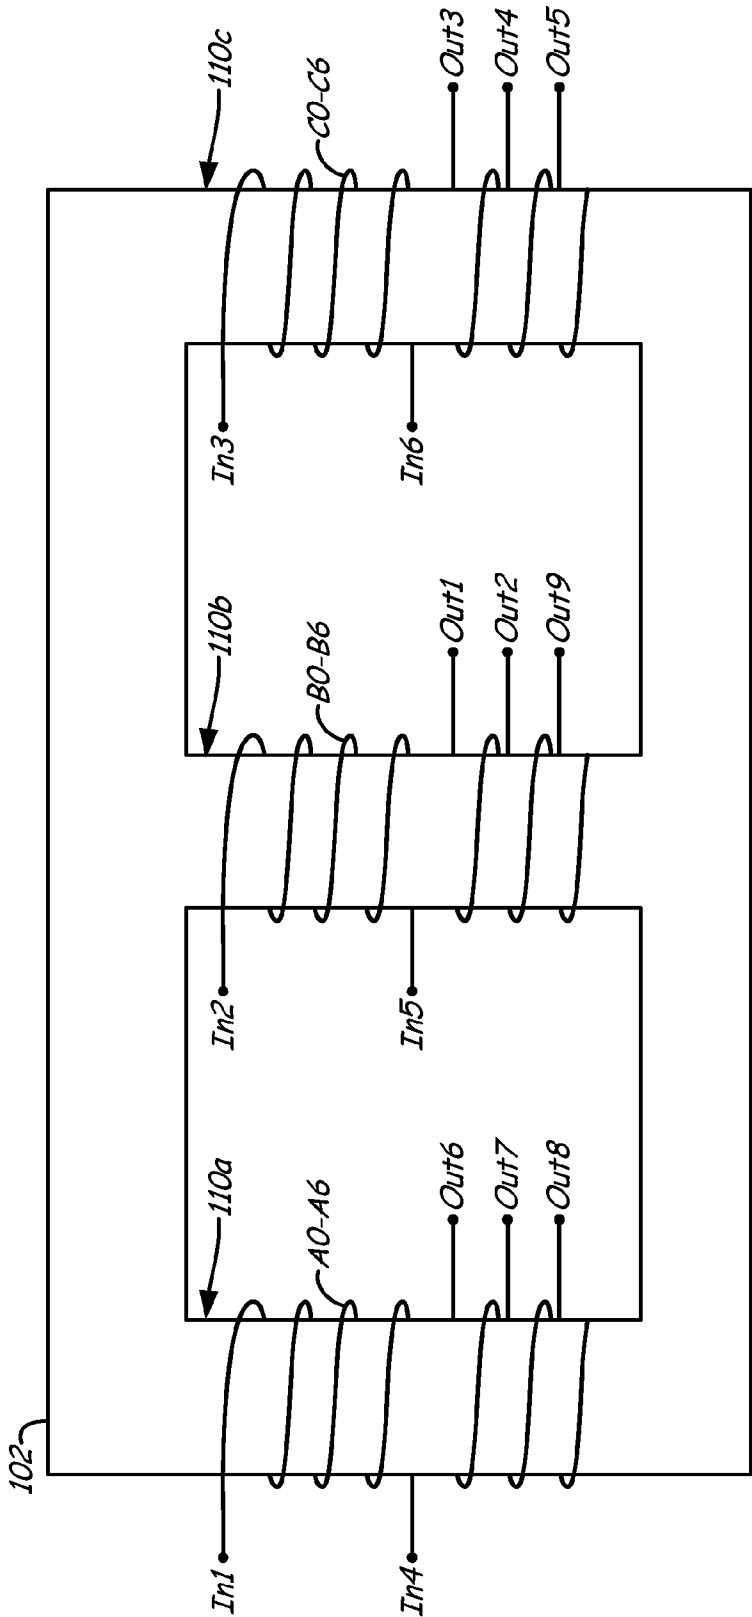 102
In1
110a
In2
110b
In3
110c
A0-A6
B0-B6
C0-C6
In4
In5
In6
Out6
Out1
Out3
Out7
Out2
Out4
Out8
Out9
Out5